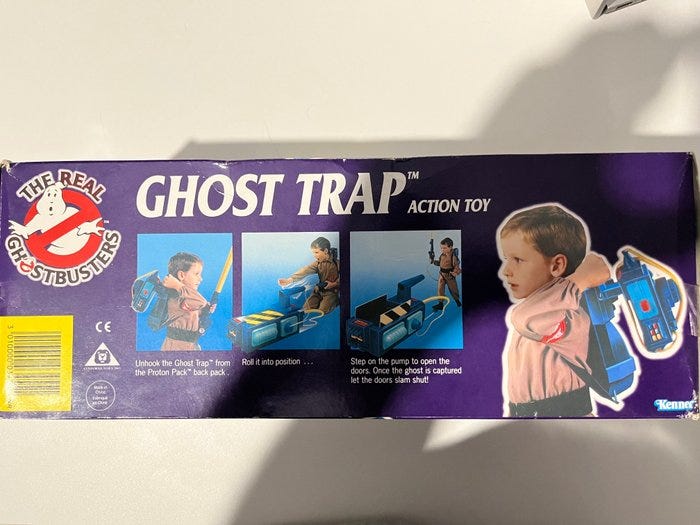 THE REAL
GHOSTBUSTERS
GHOST TRAP™
ACTION TOY
CE
Unhook the Ghost Trap™ from
the Proton Pack™ back pack.
Roll it into position ...
Step on the pump to open the
doors. Once the ghost is captured
let the doors slam shut!
Made in
China
Kenner